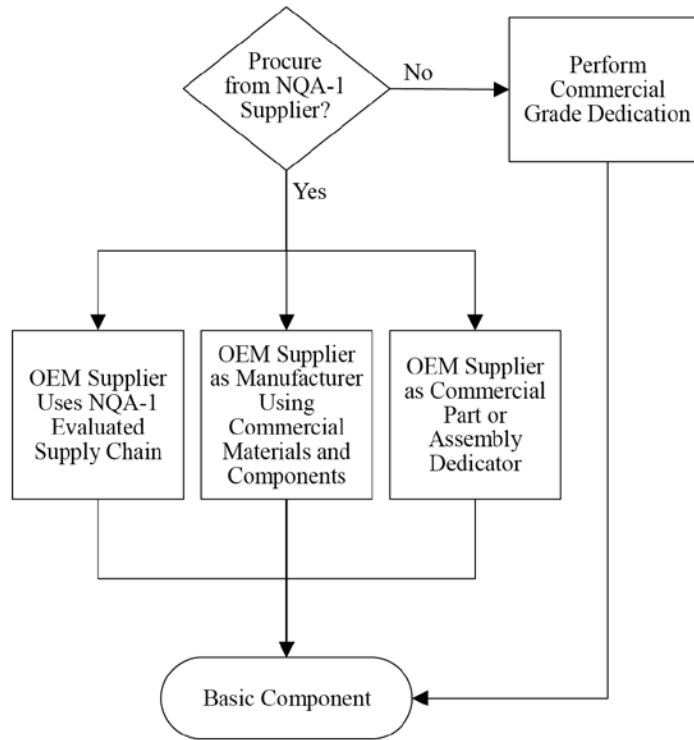 Procure
from NQA-1
Supplier?
No
Perform
Commercial
Grade Dedication
Yes
OEM Supplier
Uses NQA-1
Evaluated
Supply Chain
OEM Supplier
as Manufacturer
Using
Commercial
Materials and
Components
OEM Supplier
as Commercial
Part or
Assembly
Dedicator
Basic Component